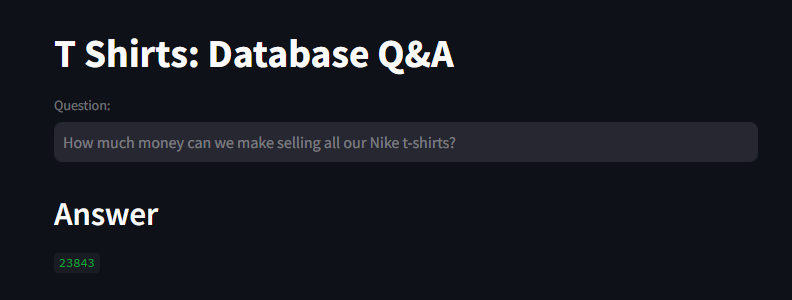 T Shirts: Database Q&A
Question:
How much money can we make selling all our Nike t-shirts?
Answer
23843